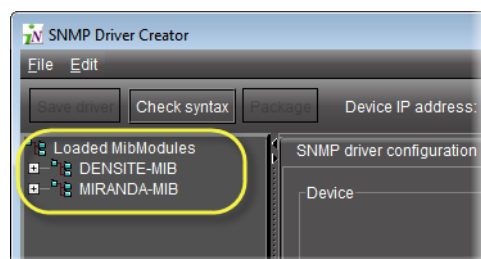 SNMP Driver Creator
File Edit
Save driver Check syntax Package Device IP address:
Loaded MibModules
DENSITE-MIB
MIRANDA-MIB
SNMP driver configuration
Device